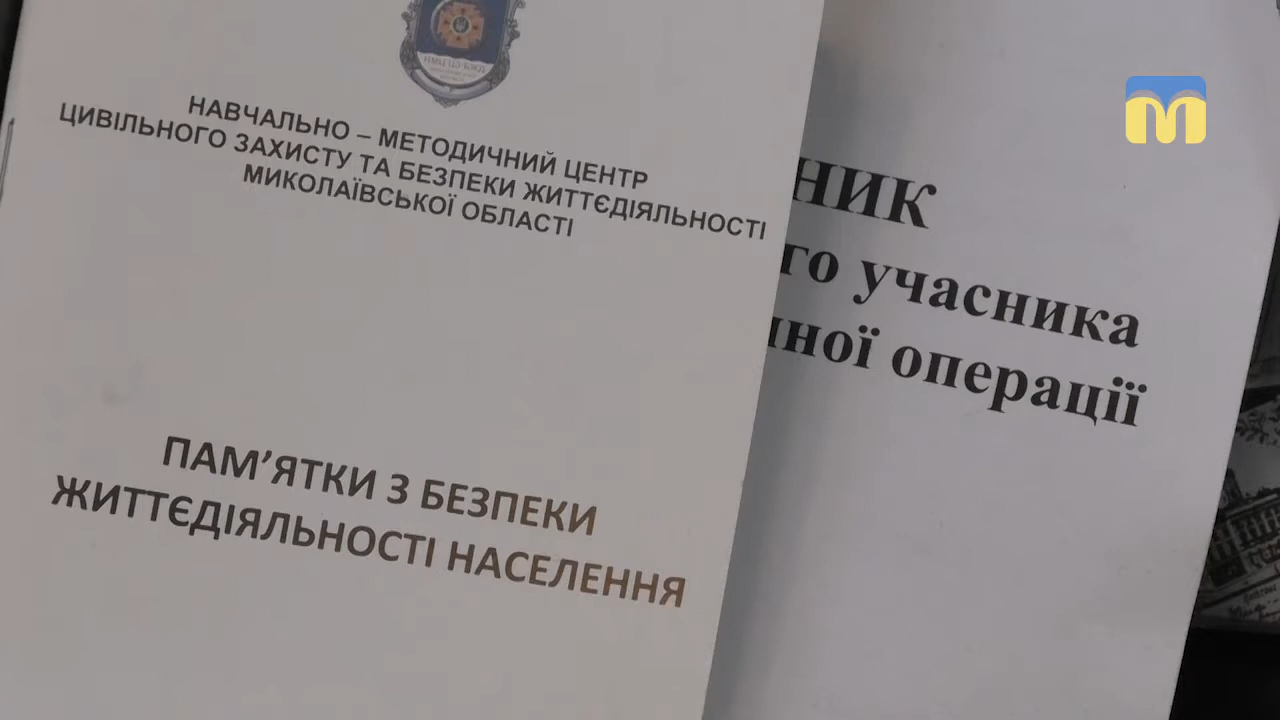 НАВЧАЛЬНО – МЕТОДИЧНИЙ ЦЕНТР
ЦИВІЛЬНОГО ЗАХИСТУ ТА БЕЗПЕКИ ЖИТТЄДІЯЛЬНОСТІ
МИКОЛАЇВСЬКОЇ ОБЛАСТІ
ПАМ’ЯТКИ З БЕЗПЕКИ
ЖИТТЄДІЯЛЬНОСТІ НАСЕЛЕННЯ
НИК
го учасника
ної операції